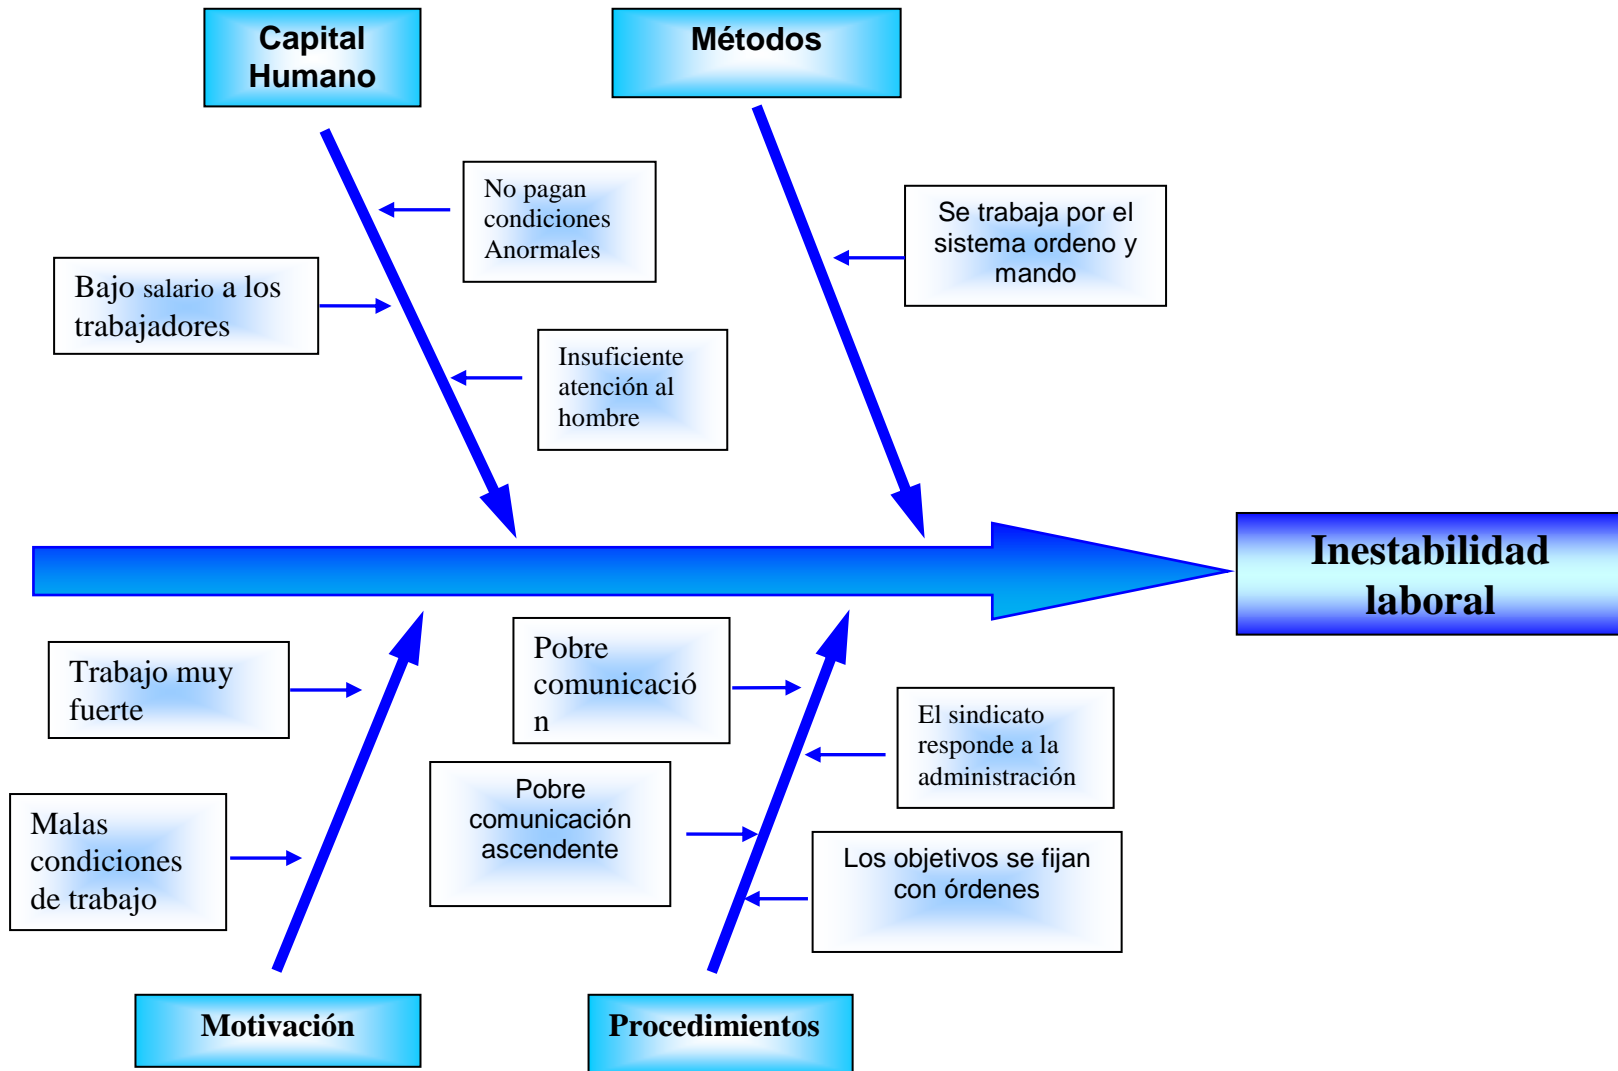 Capital
Humano
Métodos
No pagan
condiciones
Anormales
Se trabaja por el
sistema ordeno y
mando
Bajo salario a los
trabajadores
Insuficiente
atención al
hombre
Inestabilidad
laboral
Trabajo muy
fuerte
Pobre
comunicació
n
El sindicato
responde a la
administración
Pobre
comunicación
ascendente
Malas
condiciones
de trabajo
Los objetivos se fijan
con órdenes
Motivación
Procedimientos